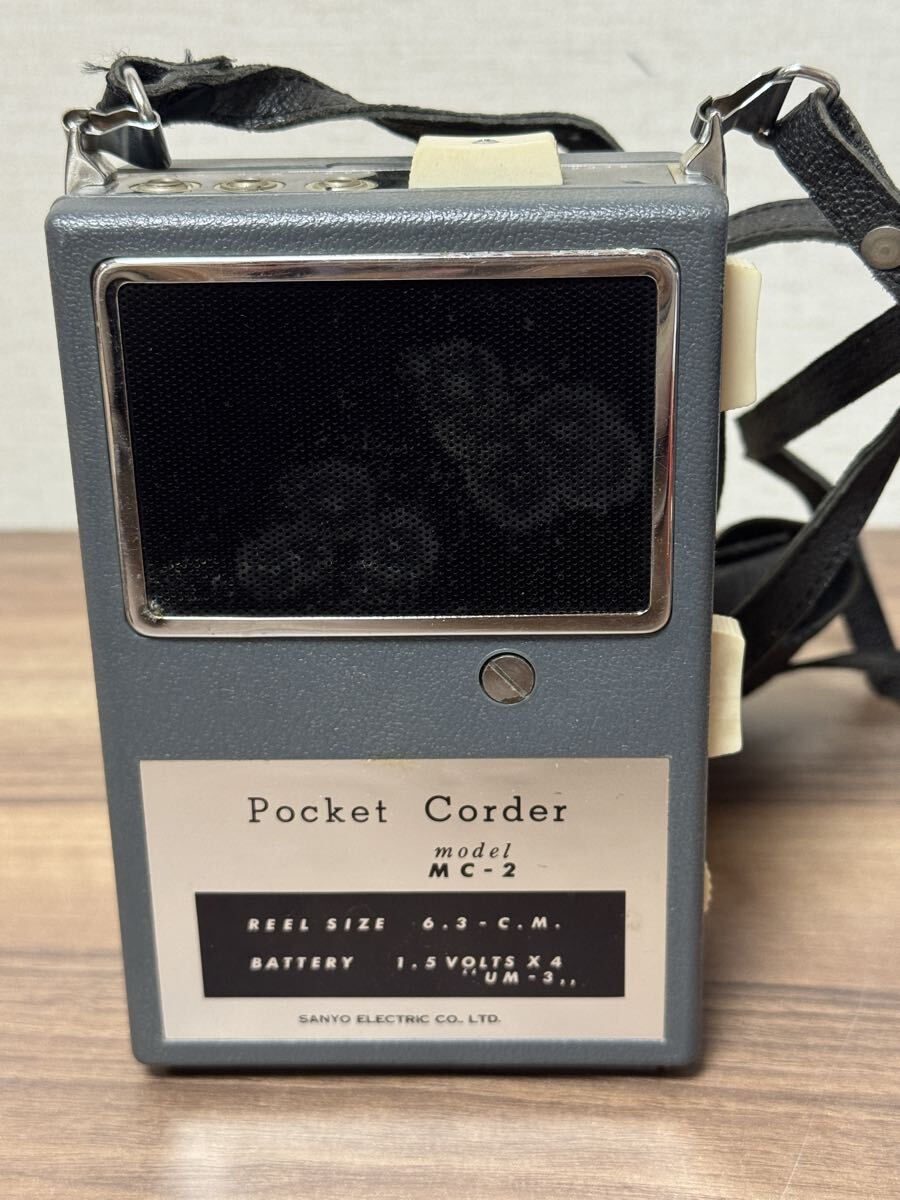 Pocket Corder
model
MC-2
REEL SIZE 6.3-C.M.
BATTERY 1.5 VOLTS X 4
"UM-3„
SANYO ELECTRIC CO., LTD.